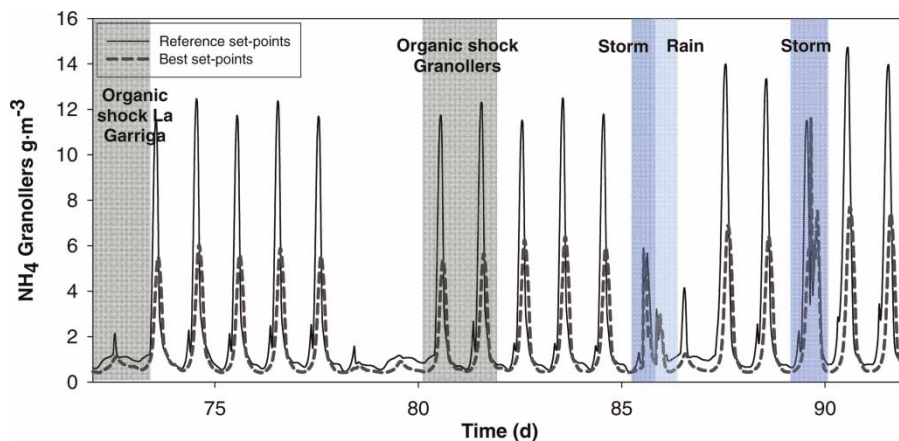 16
14
12
10
8
6
4
2
0
NH4 Granollers g·m-3
Reference set-points
Best set-points
Organic
shock La
Garriga
Organic shock
Granollers
Storm
Rain
Storm
75
80
85
90
Time (d)